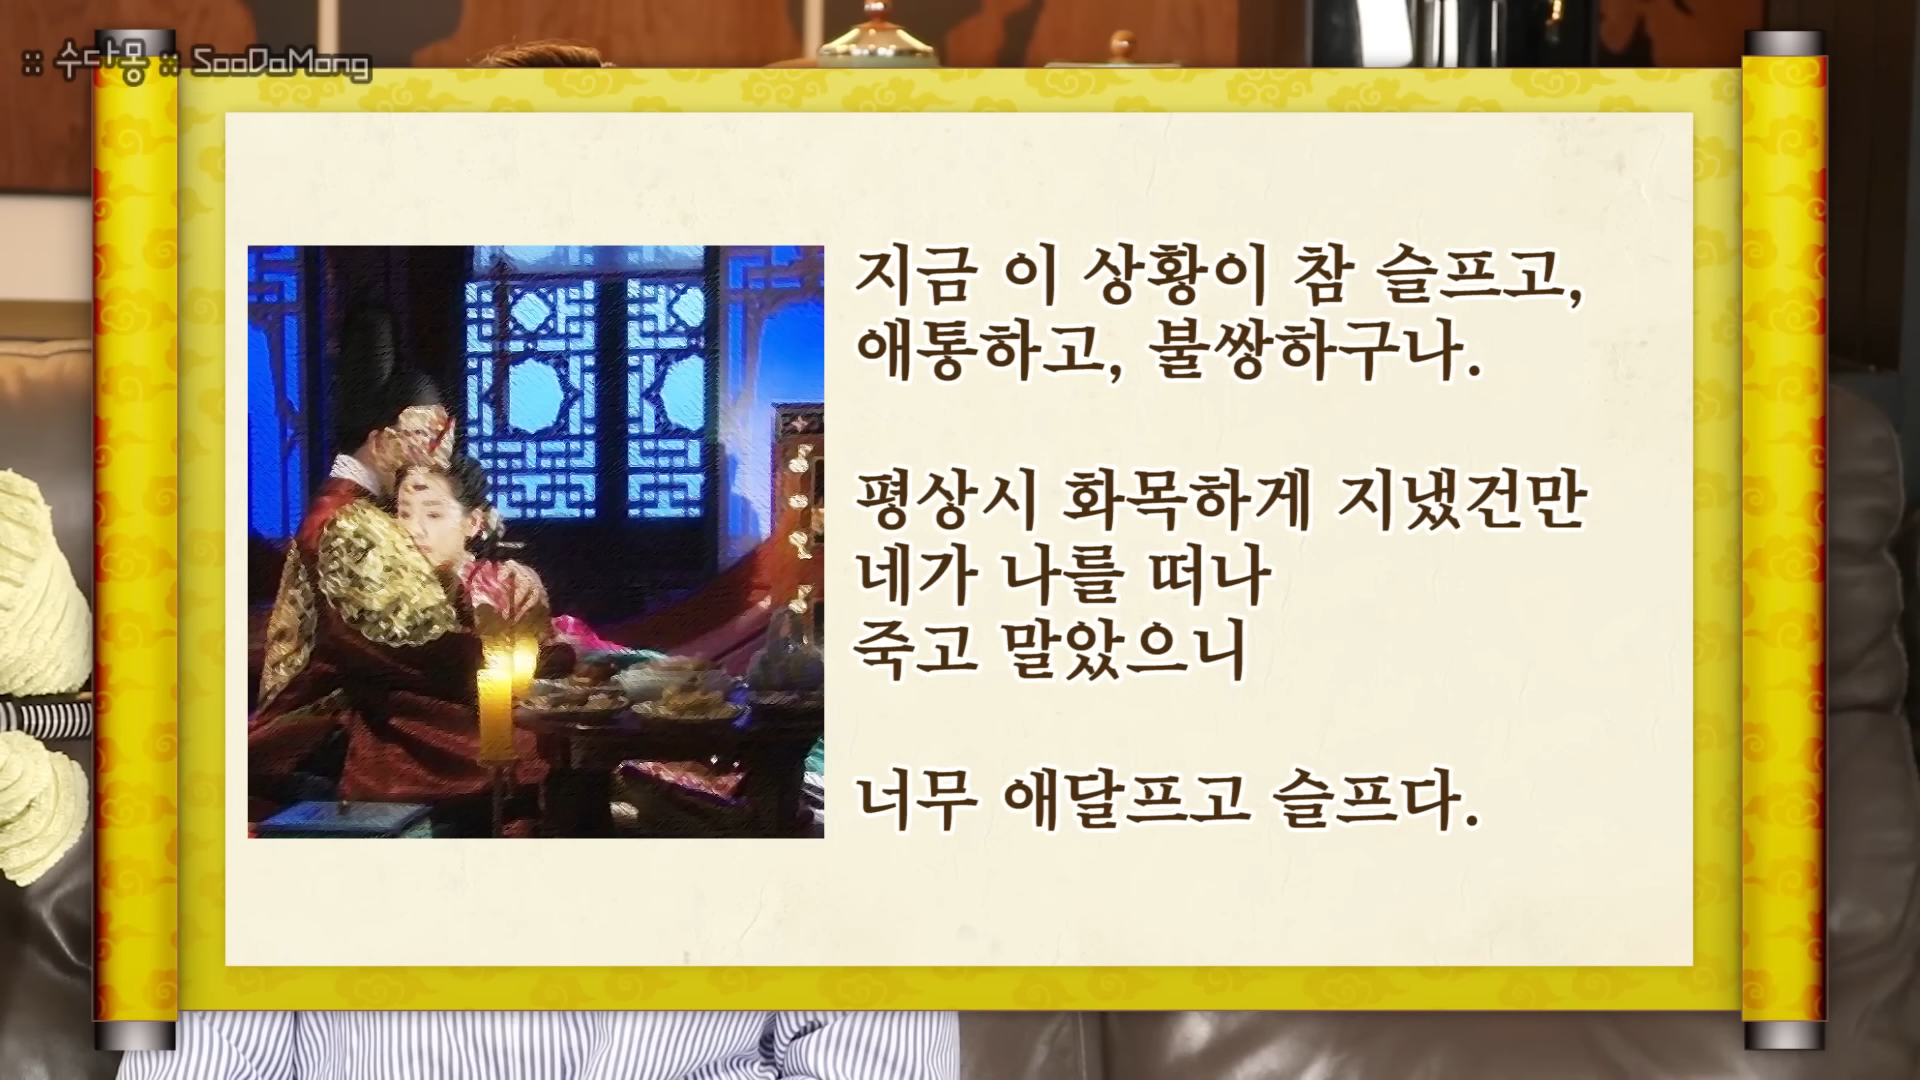 :: 수다몽 :: SooDaMong
지금 이 상황이 참 슬프고,
애통하고, 불쌍하구나.
평상시 화목하게 지냈건만
네가 나를 떠나
죽고 말았으니
너무 애달프고 슬프다.